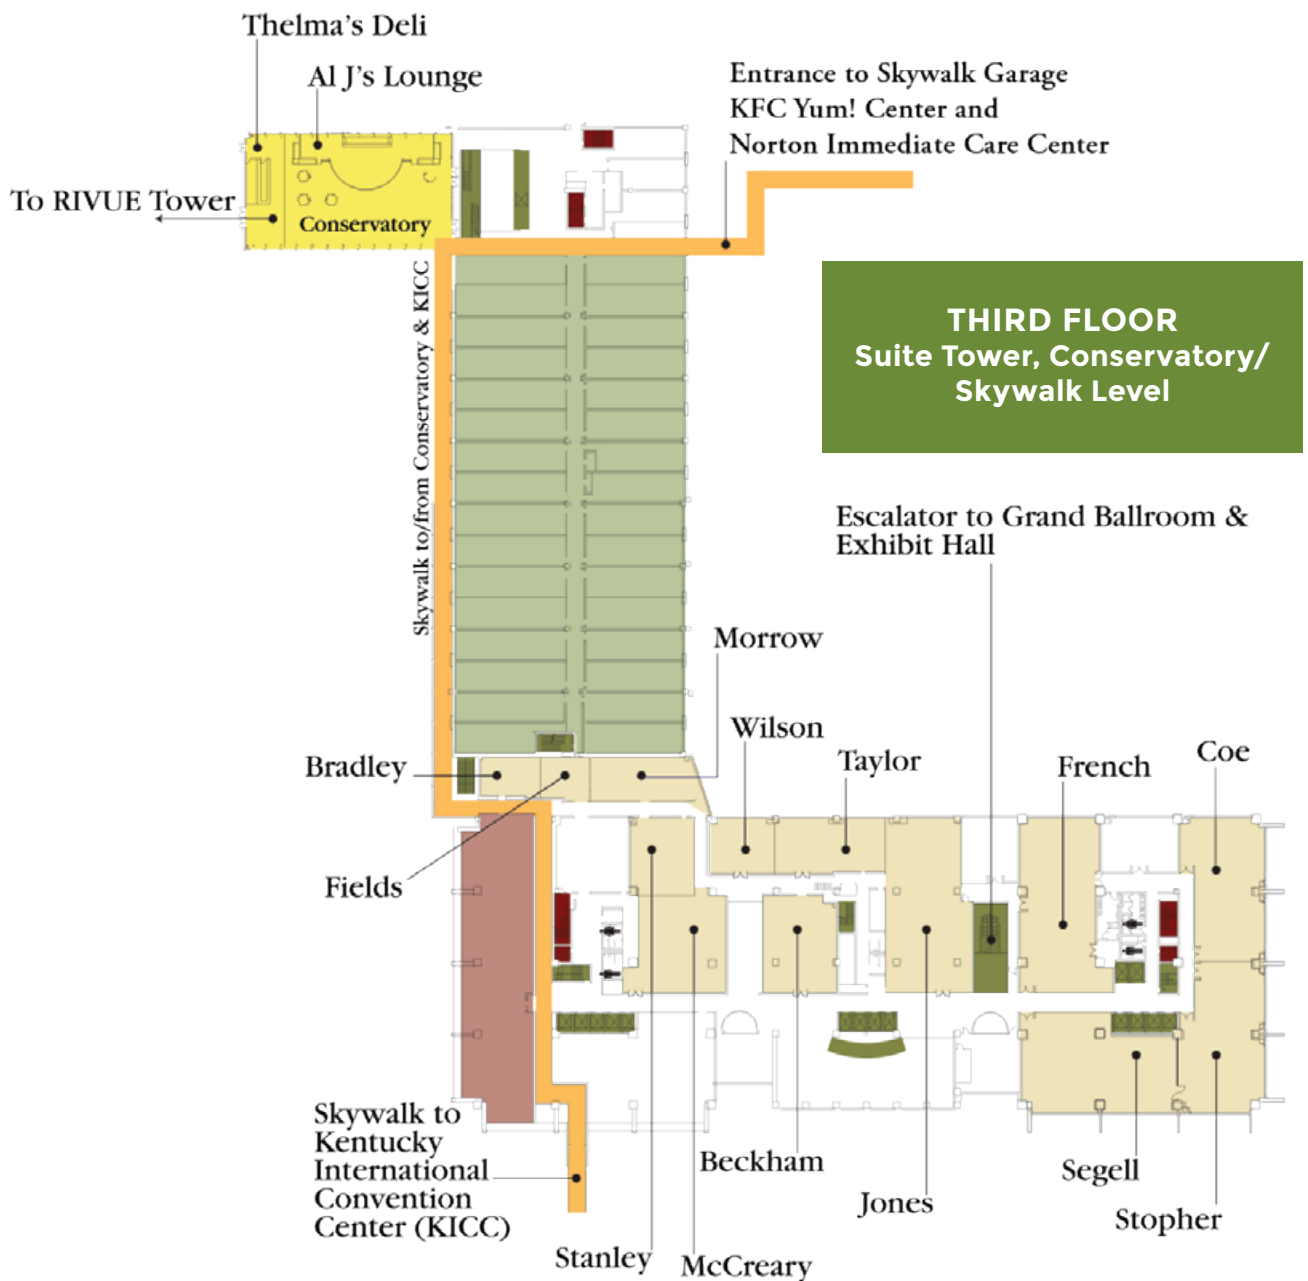 Thelma's Deli
Al J's Lounge
Entrance to Skywalk Garage
KFC Yum! Center and
Norton Immediate Care Center
To RIVUE Tower
Conservatory
Skywalk to/from Conservatory & KICC
THIRD FLOOR
Suite Tower, Conservatory/
Skywalk Level
Escalator to Grand Ballroom &
Exhibit Hall
Morrow
Wilson
Taylor
French
Coe
Bradley
Fields
Skywalk to
Kentucky
International
Convention
Center (KICC)
Beckham
Segell
Jones
Stopher
Stanley
McCreary